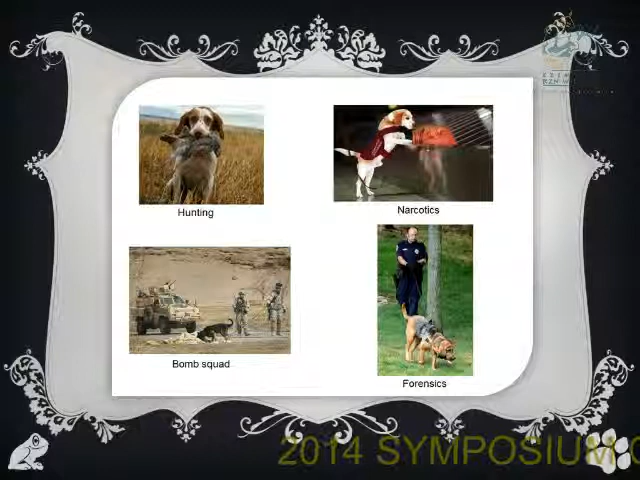 Hunting
Narcotics
Bomb squad
Forensics
2014 SYMPOSIUM